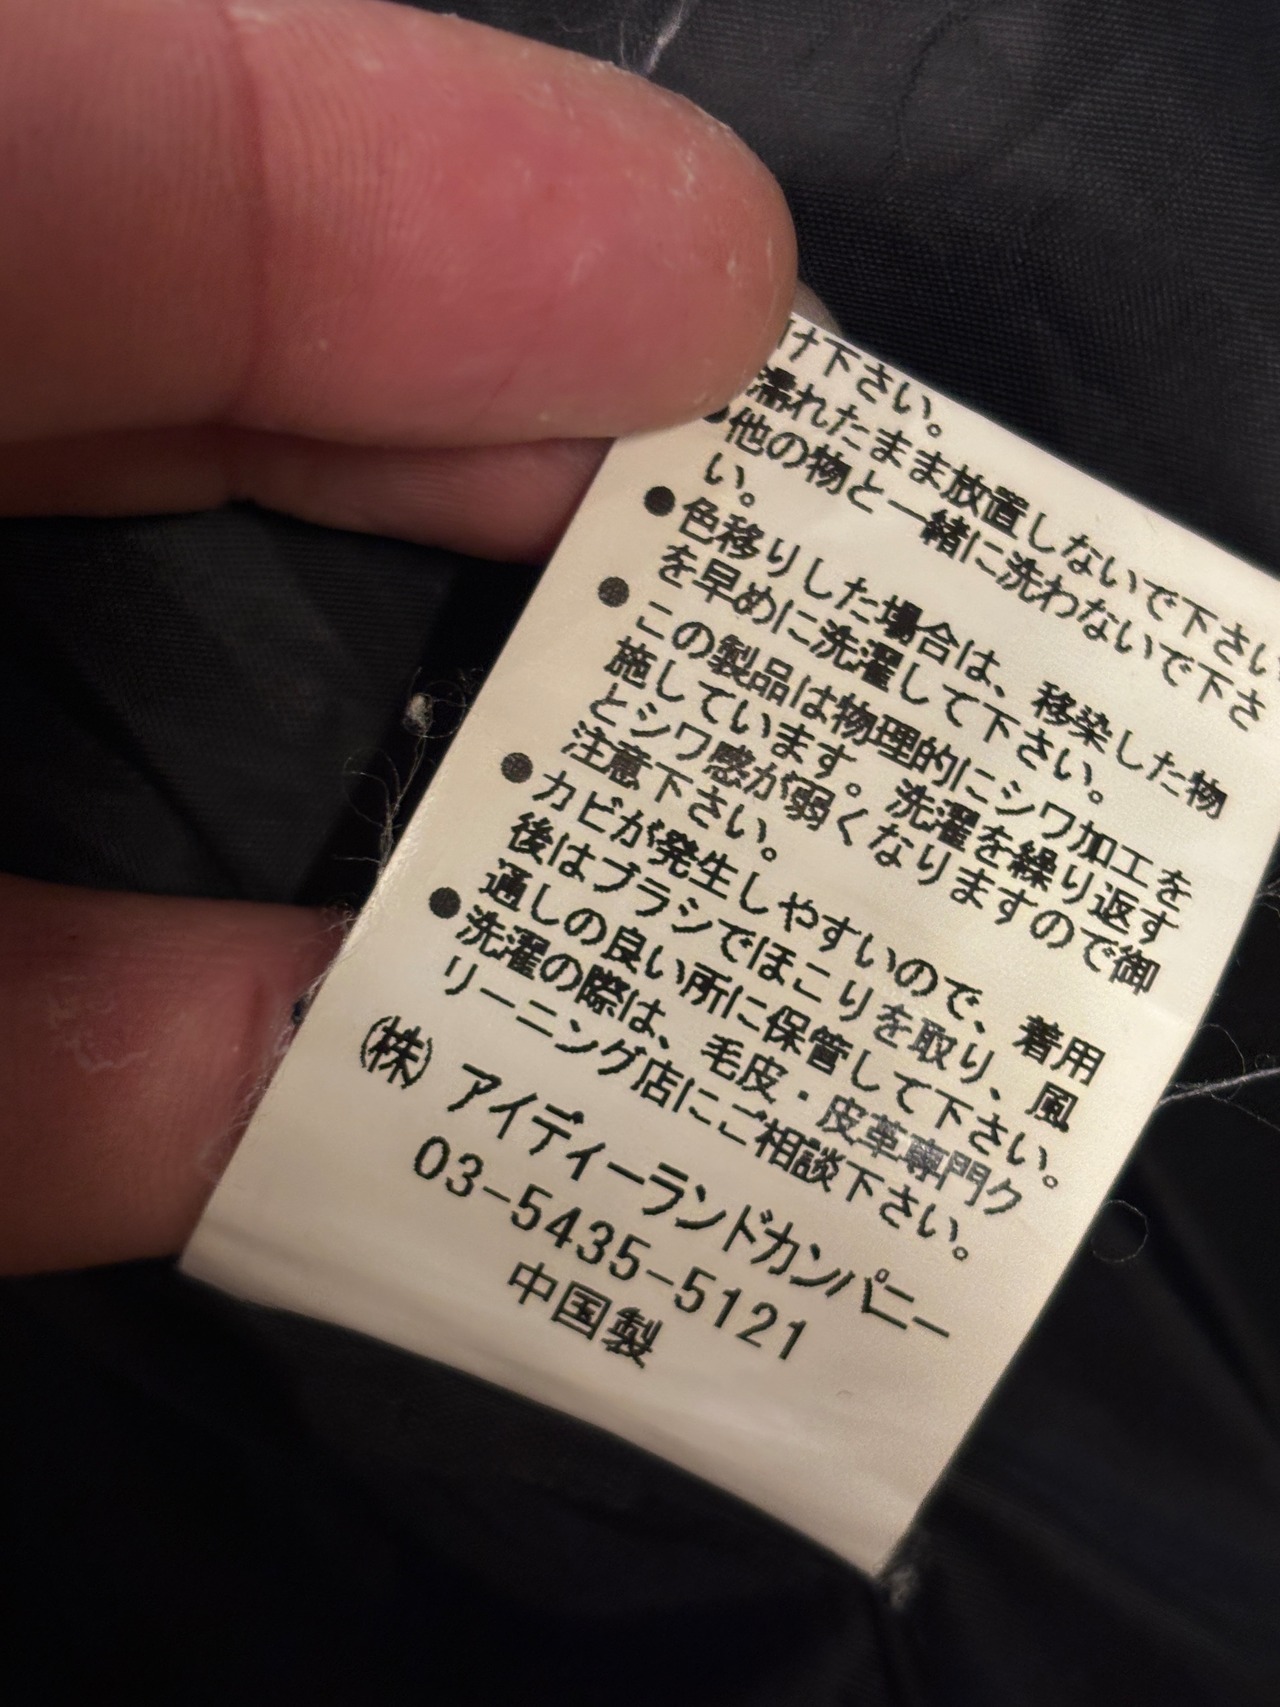 け下さい。
濡れたまま放置しないで下さい
●他の物と一緒に洗わないで下さ
い。
●色移りした場合は、移染した物
を早めに洗濯して下さい。
●この製品は物理的にシワ加工を
施しています。洗濯を繰り返す
とシワ感が弱くなりますので御
注意下さい。
●カビが発生しやすいので、着用
後はブラシでほこりを取り、風
通しの良い所に保管して下さい。
●洗濯の際は、毛皮・皮革専門ク
リーニング店にご相談下さい。
(株) アイディーランドカンパニー
03-5435-5121
中国製